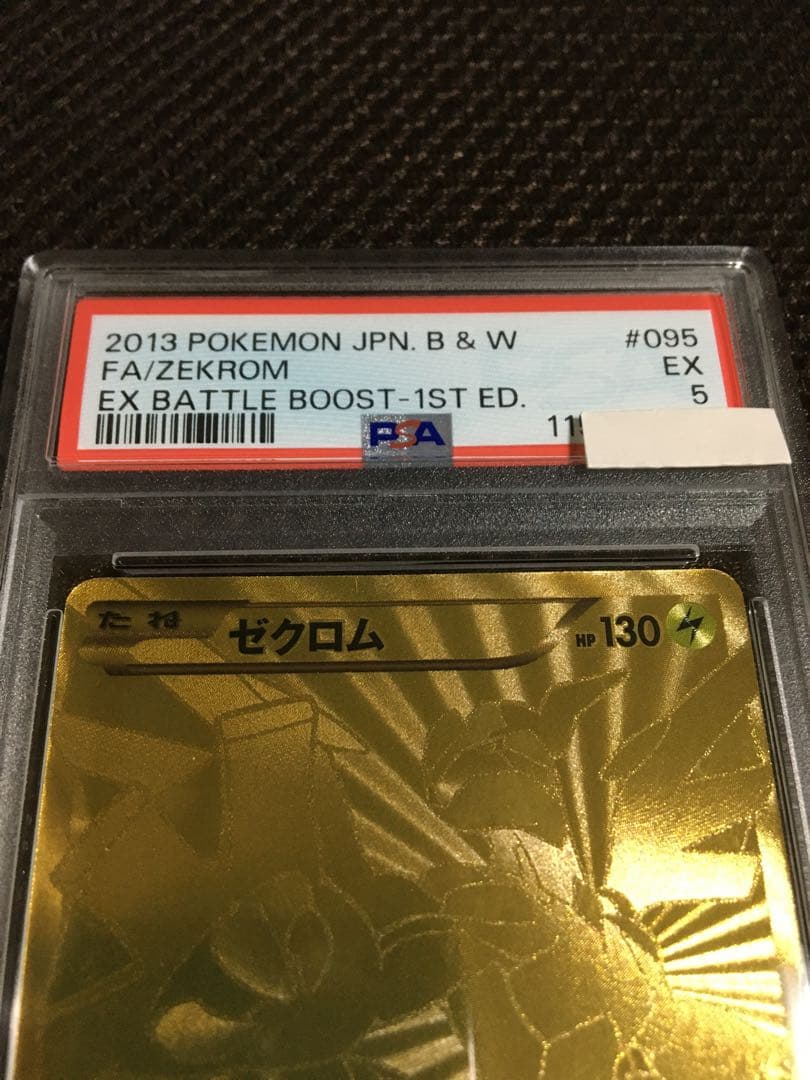 2013 POKEMON JPN. B & W #095
FA/ZEKROM EX
EX BATTLE BOOST-1ST ED. 5
PSA
たね ゼクロム HP 130